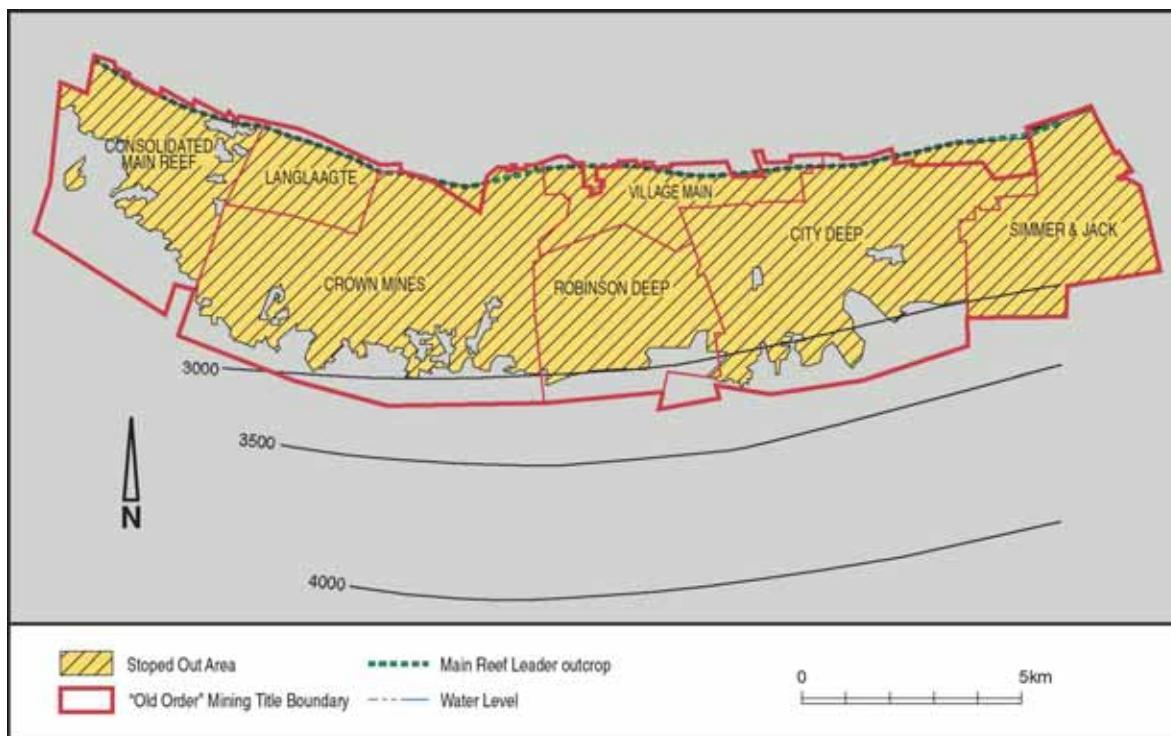 CONSOLIDATED
MAIN REEF
LANGLAAGTE
VILLAGE MAIN
CITY DEEP
SIMMER & JACK
CROWN MINES
ROBINSON DEEP
3000
3500
4000
N
Stoped Out Area
Main Reef Leader outcrop
"Old Order" Mining Title Boundary
Water Level
0
5km